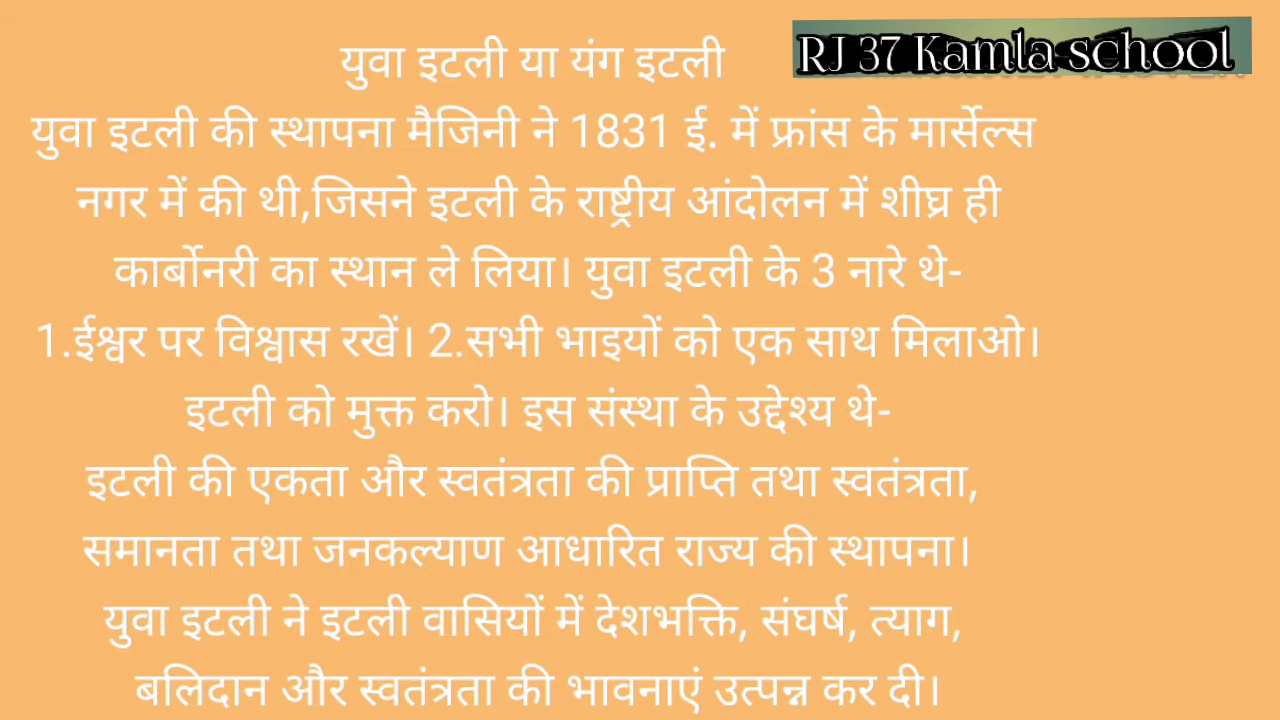 युवा इटली या यंग इटली
RJ 37 Kamla school
युवा इटली की स्थापना मैजिनी ने 1831 ई. में फ्रांस के मार्सेल्स
नगर में की थी,जिसने इटली के राष्ट्रीय आंदोलन में शीघ्र ही
कार्बोनरी का स्थान ले लिया। युवा इटली के 3 नारे थे-
1.ईश्वर पर विश्वास रखें। 2.सभी भाइयों को एक साथ मिलाओ।
इटली को मुक्त करो। इस संस्था के उद्देश्य थे-
इटली की एकता और स्वतंत्रता की प्राप्ति तथा स्वतंत्रता,
समानता तथा जनकल्याण आधारित राज्य की स्थापना।
युवा इटली ने इटली वासियों में देशभक्ति, संघर्ष, त्याग,
बलिदान और स्वतंत्रता की भावनाएं उत्पन्न कर दी।